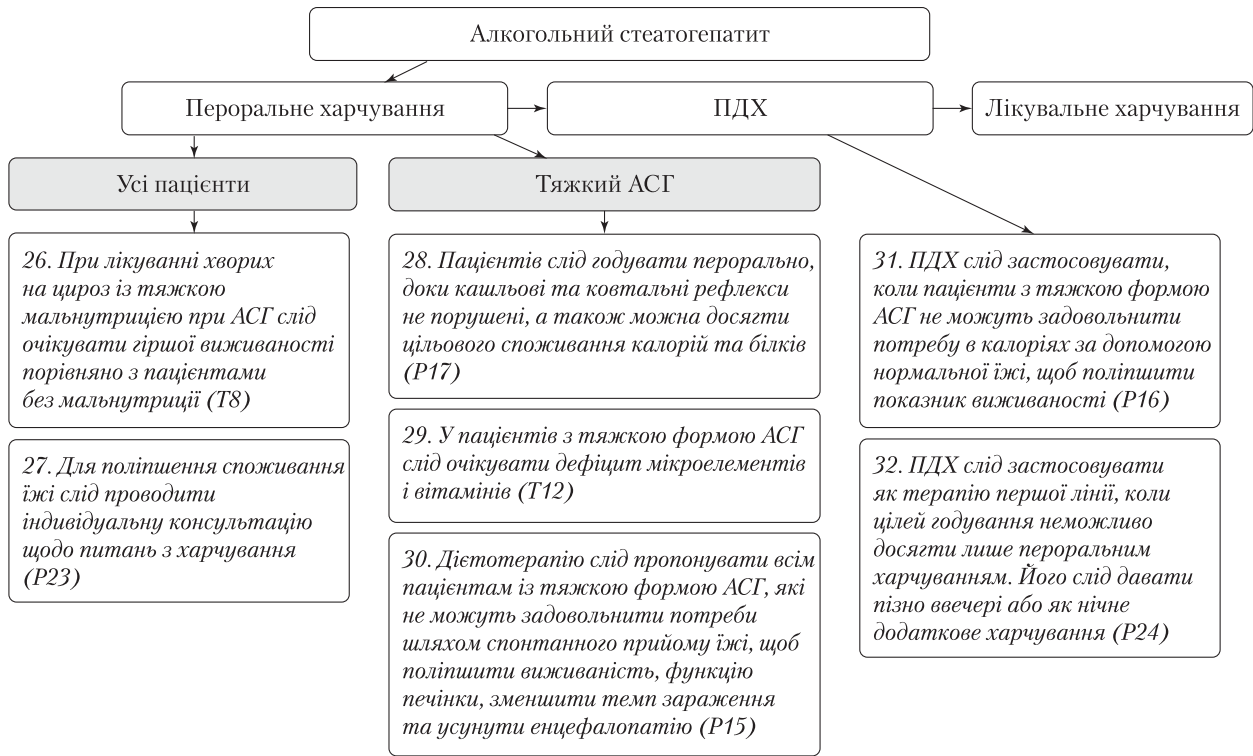 Алкогольний стеатогепатит
Пероральне харчування
ПДХ
Лікувальне харчування
Усі пацієнти
Тяжкий АСГ
26. При лікуванні хворих
на цироз із тяжкою
мальнутрицією при АСГ слід
очікувати гіршої виживаності
порівняно з пацієнтами
без мальнутриції (Т8)
27. Для поліпшення споживання
їжі слід проводити
індивідуальну консультацію
щодо питань з харчування
(Р23)
28. Пацієнтів слід годувати перорально,
доки кашльові та ковтальні рефлекси
не порушені, а також можна досягти
цільового споживання калорій та білків
(Р17)
29. У пацієнтів з тяжкою формою АСГ
слід очікувати дефіцит мікроелементів
і вітамінів (Т12)
30. Дієтотерапію слід пропонувати всім
пацієнтам із тяжкою формою АСГ, які
не можуть задовольнити потреби
шляхом спонтанного прийому їжі, щоб
поліпшити виживаність, функцію
печінки, зменшити темп зараження
та усунути енцефалопатію (Р15)
31. ПДХ слід застосовувати,
коли пацієнти з тяжкою формою
АСГ не можуть задовольнити
потребу в калоріях за допомогою
нормальної їжі, щоб поліпшити
показник виживаності (Р16)
32. ПДХ слід застосовувати
як терапію першої лінії, коли
цілей годування неможливо
досягти лише пероральним
харчуванням. Його слід давати
пізно ввечері або як нічне
додаткове харчування (Р24)